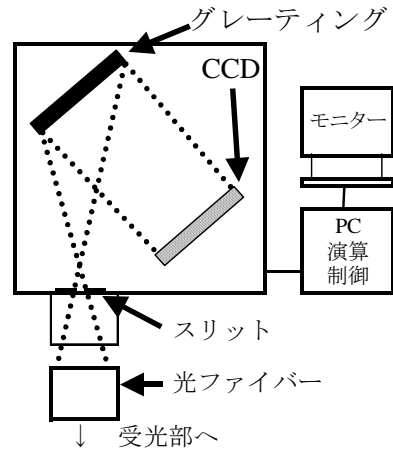 グレーティング
CCD
モニター
PC
演算
制御
スリット
光ファイバー
↓ 受光部へ